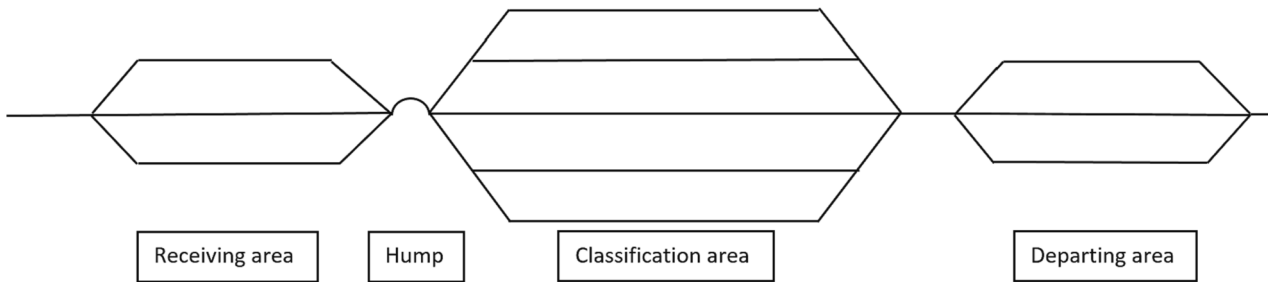 Receiving area
Hump
Classification area
Departing area